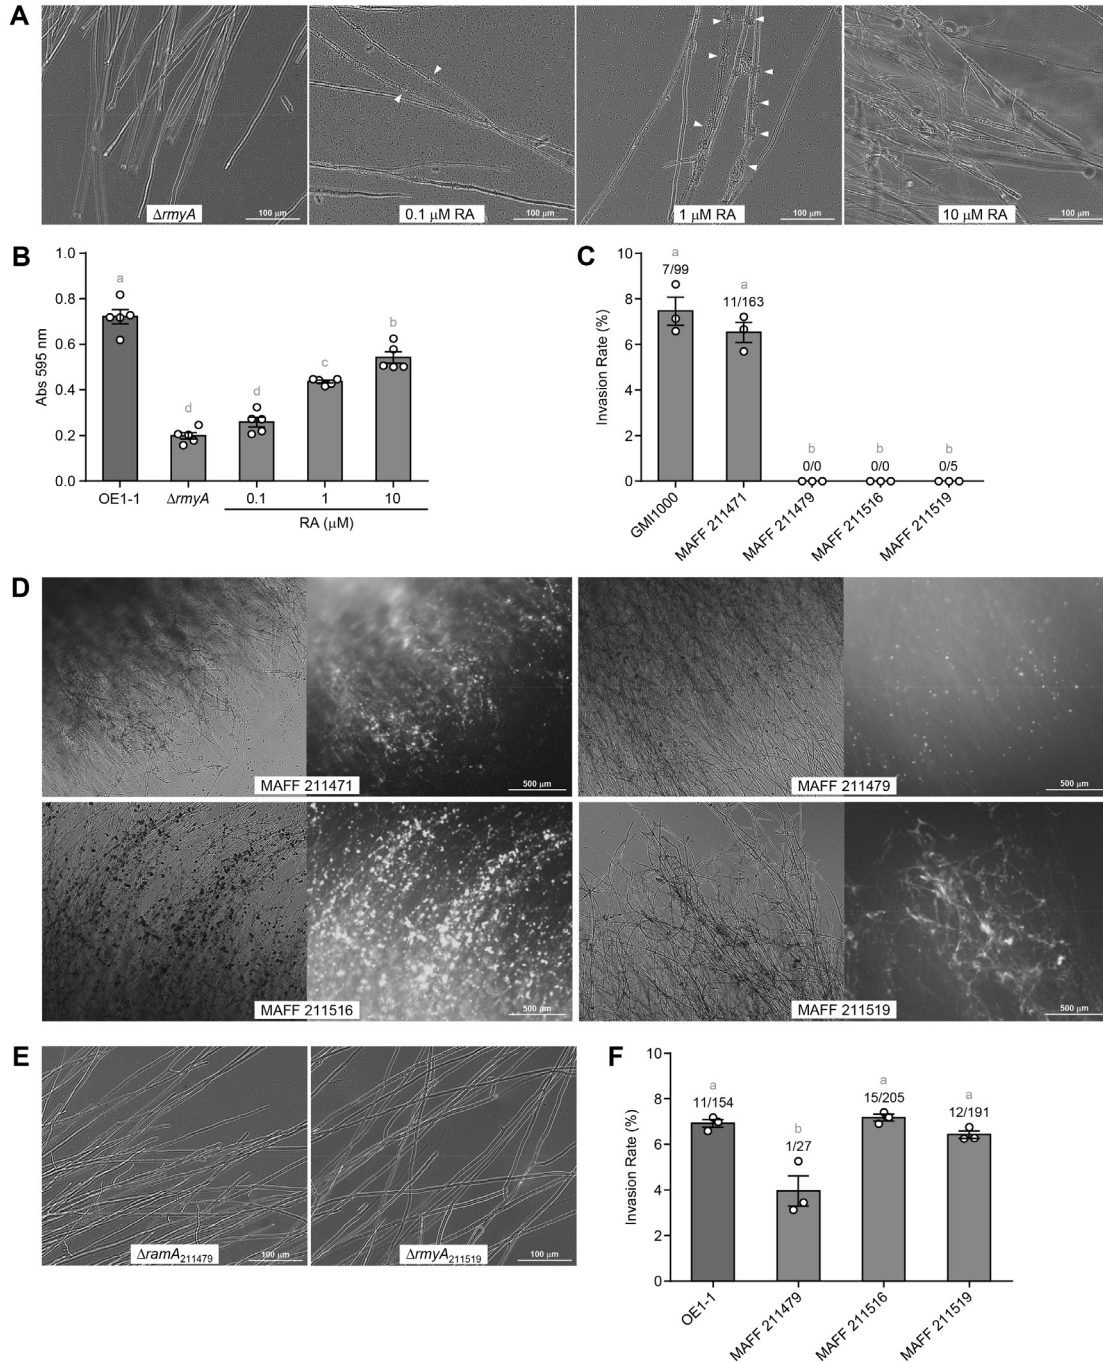 A
ΔrmyA
100 μm
0.1 μM RA
100 μm
1 μM RA
100 μm
10 μM RA
100 μm
B
Abs 595 nm
1.0
0.8
0.6
0.4
0.2
0.0
a
d
d
c
b
OE1-1
ΔrmyA
0.1
1
10
RA (μM)
C
Invasion Rate (%)
10
8
6
4
2
0
a
7/99
a
11/163
b
0/0
b
0/0
b
0/5
GMI1000
MAFF 211471
MAFF 211479
MAFF 211516
MAFF 211519
D
MAFF 211471
500 μm
MAFF 211479
500 μm
MAFF 211516
500 μm
MAFF 211519
500 μm
E
ΔramA211479
100 μm
ΔrmyA211519
100 μm
F
Invasion Rate (%)
10
8
6
4
2
0
a
11/154
b
1/27
a
15/205
a
12/191
OE1-1
MAFF 211479
MAFF 211516
MAFF 211519